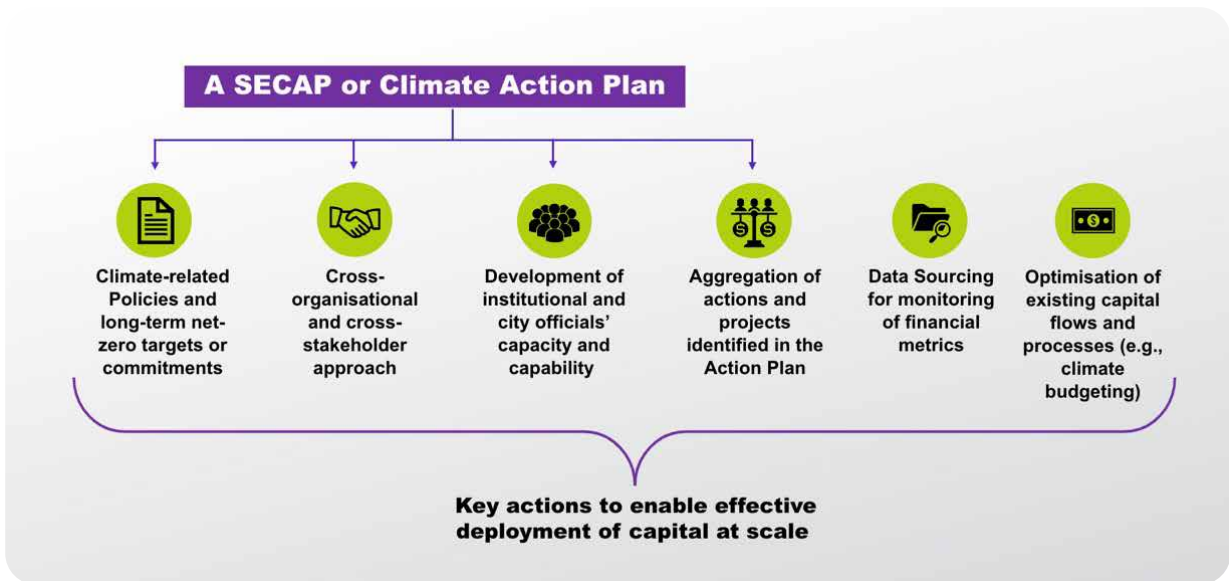 A SECAP or Climate Action Plan
Climate-related
Policies and
long-term net-
zero targets or
commitments
Cross-
organisational
and cross-
stakeholder
approach
Development of
institutional and
city officials’
capacity and
capability
Aggregation of
actions and
projects
identified in the
Action Plan
Data Sourcing
for monitoring
of financial
metrics
Optimisation of
existing capital
flows and
processes (e.g.,
climate
budgeting)
Key actions to enable effective
deployment of capital at scale